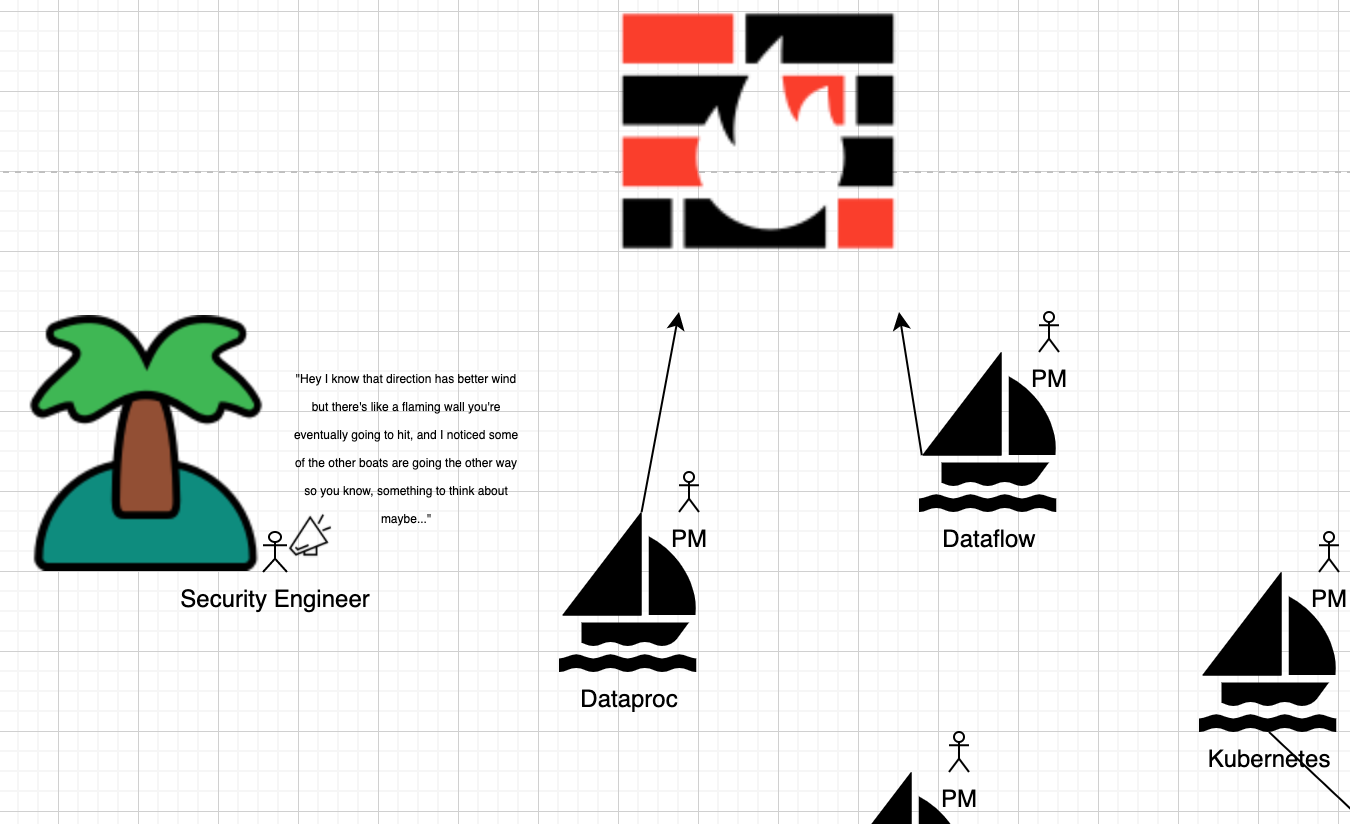 "Hey I know that direction has better wind
but there's like a flaming wall you're
eventually going to hit, and I noticed some
of the other boats are going the other way
so you know, something to think about
maybe..."
Security Engineer
PM
Dataflow
PM
Dataproc
PM
Kubernetes
PM